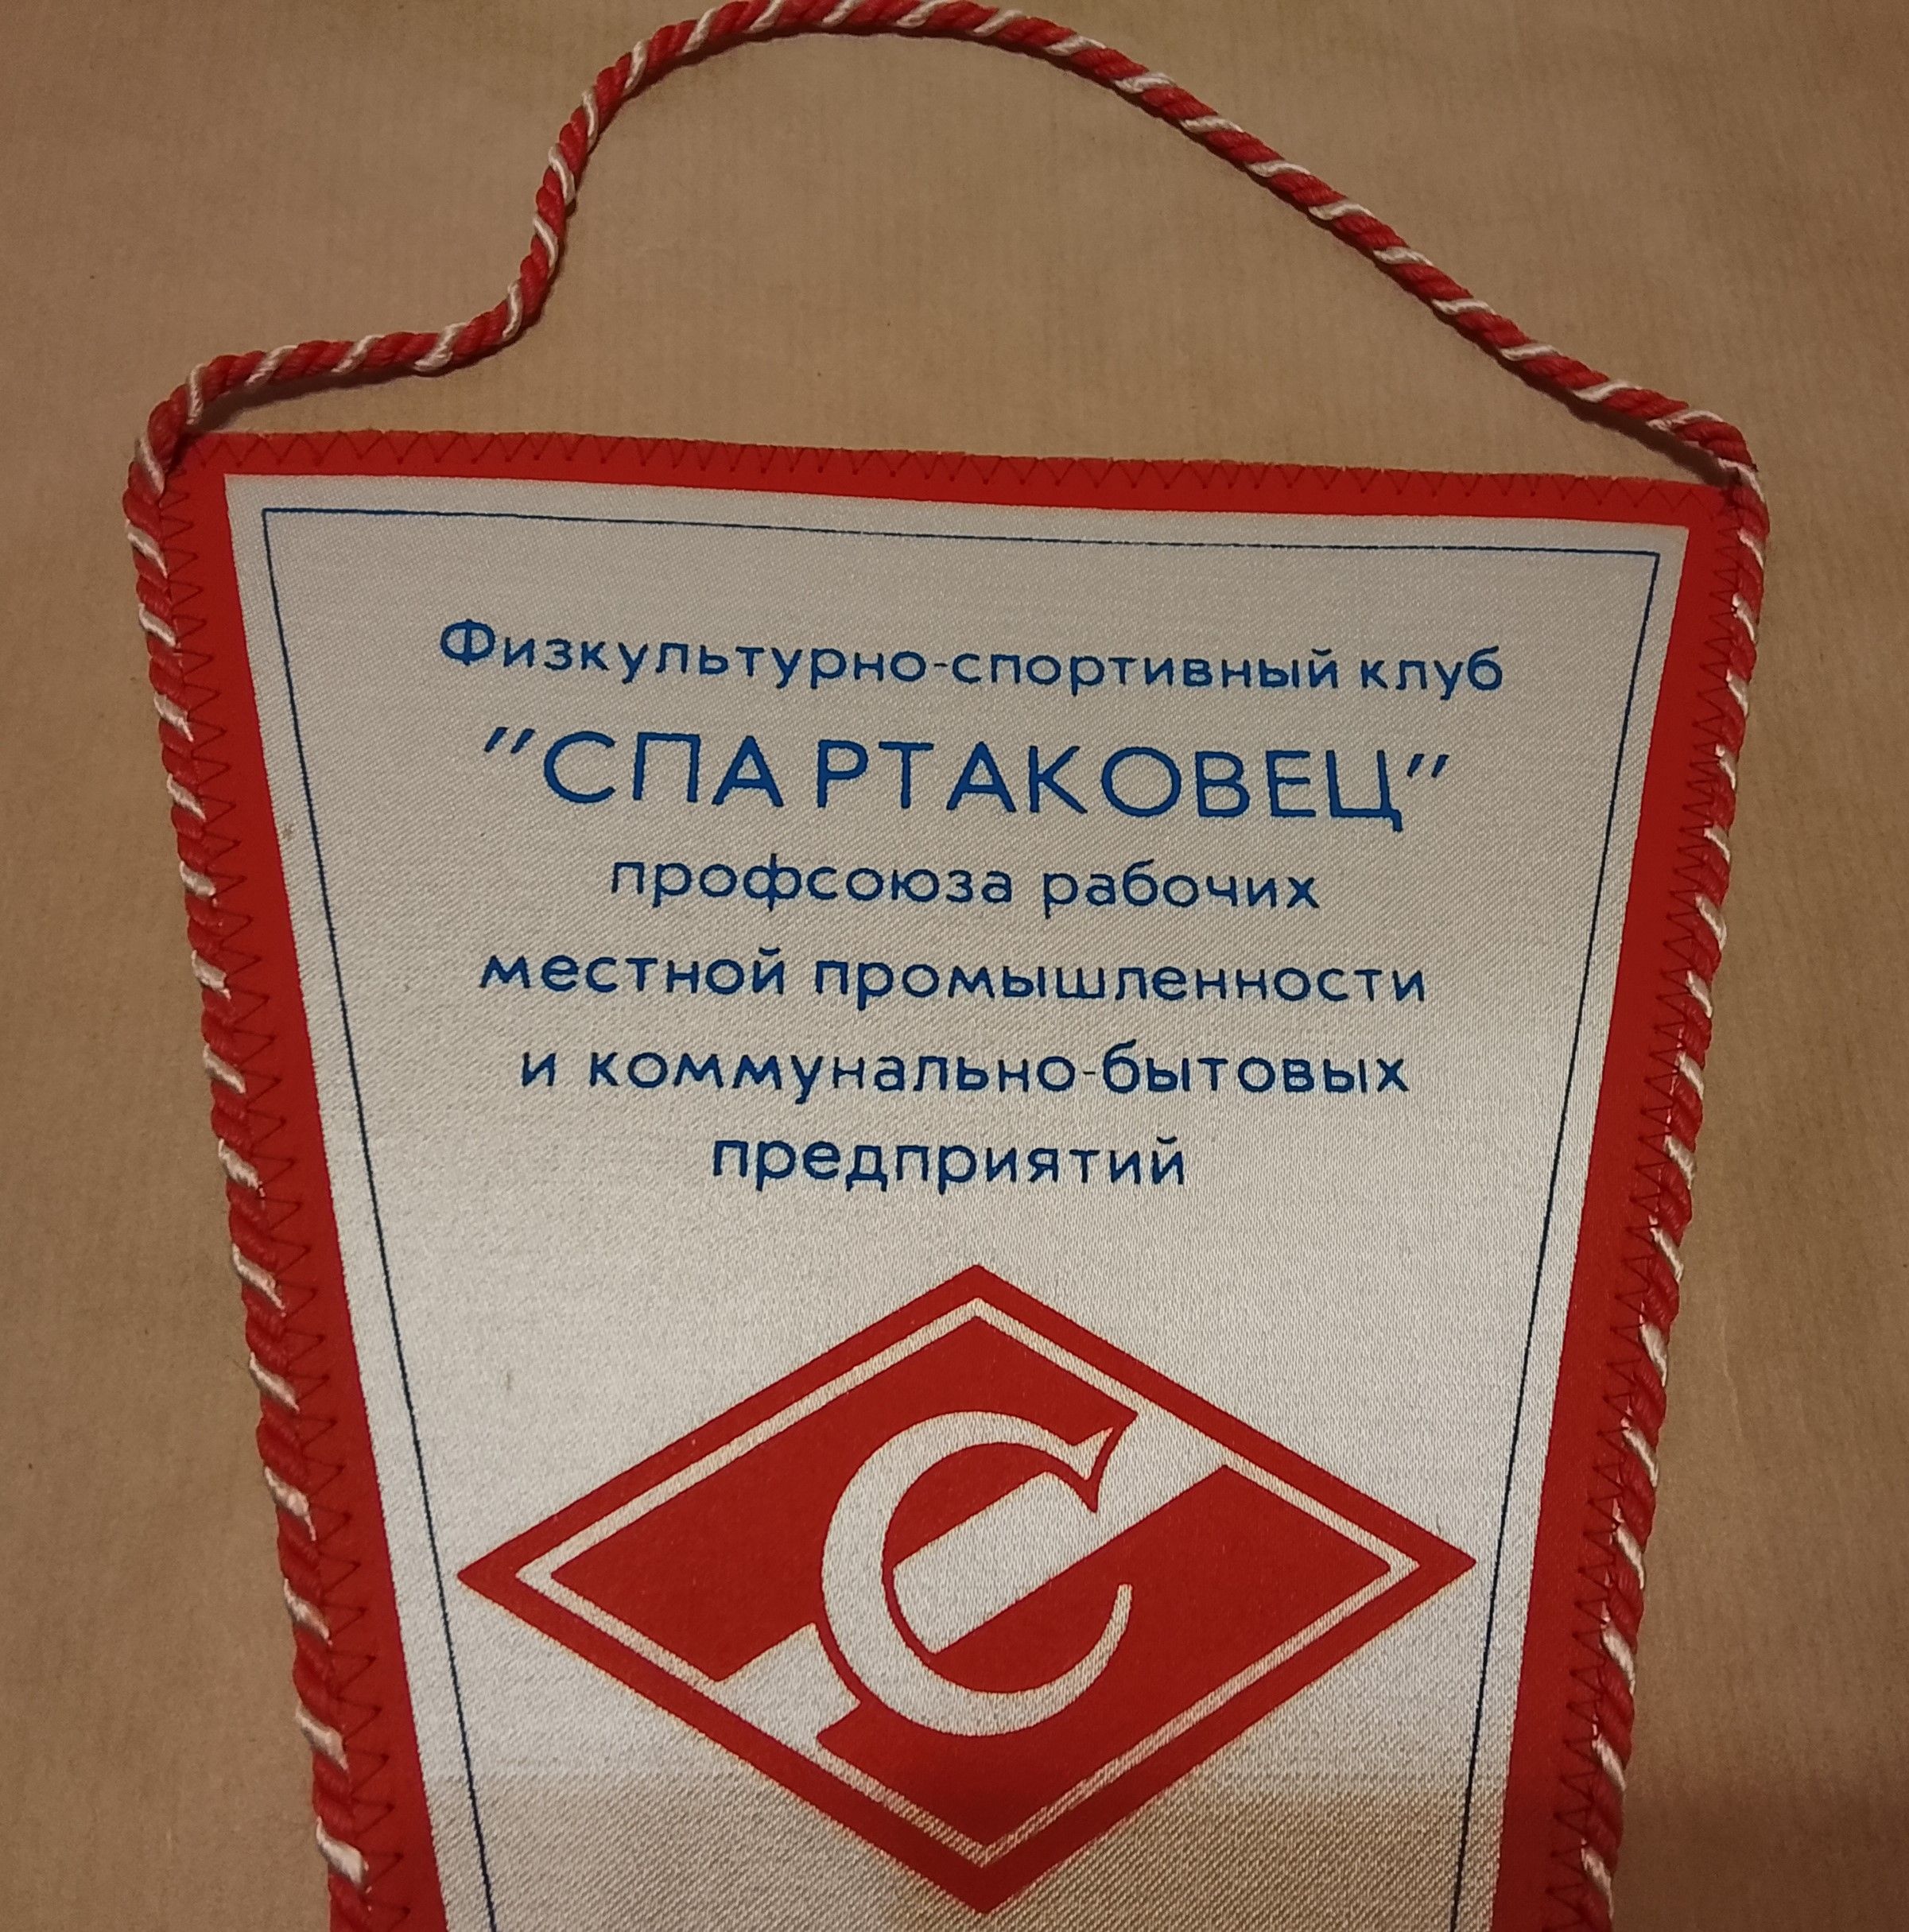 Физкультурно-спортивный клуб
"СПАРТАКОВЕЦ"
профсоюза рабочих
местной промышленности
и коммунально-бытовых
предприятий
С